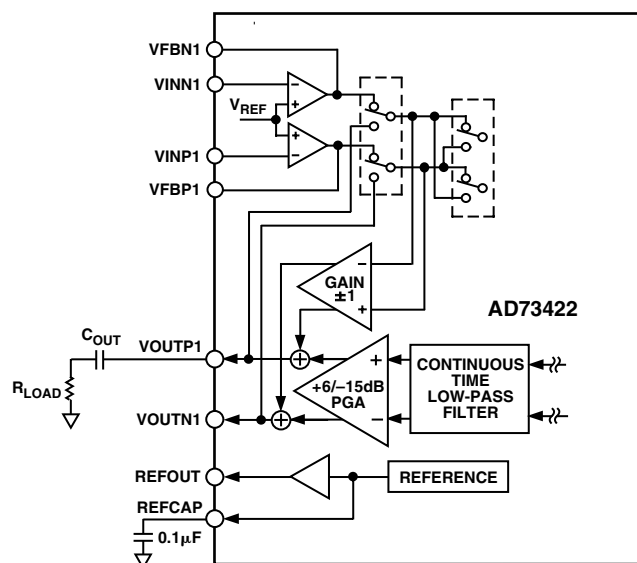 VFBN1
VINN1
VREF
VINP1
VFBP1
GAIN
±1
AD73422
COUT
VOUTP1
RLOAD
+6/–15dB
PGA
CONTINUOUS
TIME
LOW-PASS
FILTER
VOUTN1
REFOUT
REFERENCE
REFCAP
0.1μF